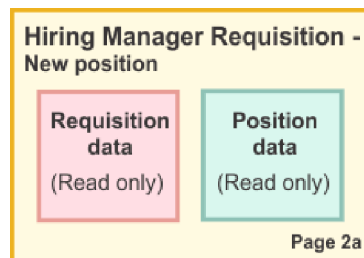 Hiring Manager Requisition -
New position
Requisition
data
(Read only)
Position
data
(Read only)
Page 2a